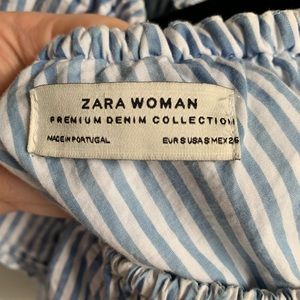 ZARA WOMAN
PREMIUM DENIM COLLECTION
MADE IN PORTUGAL EUR S USA S MEX 26